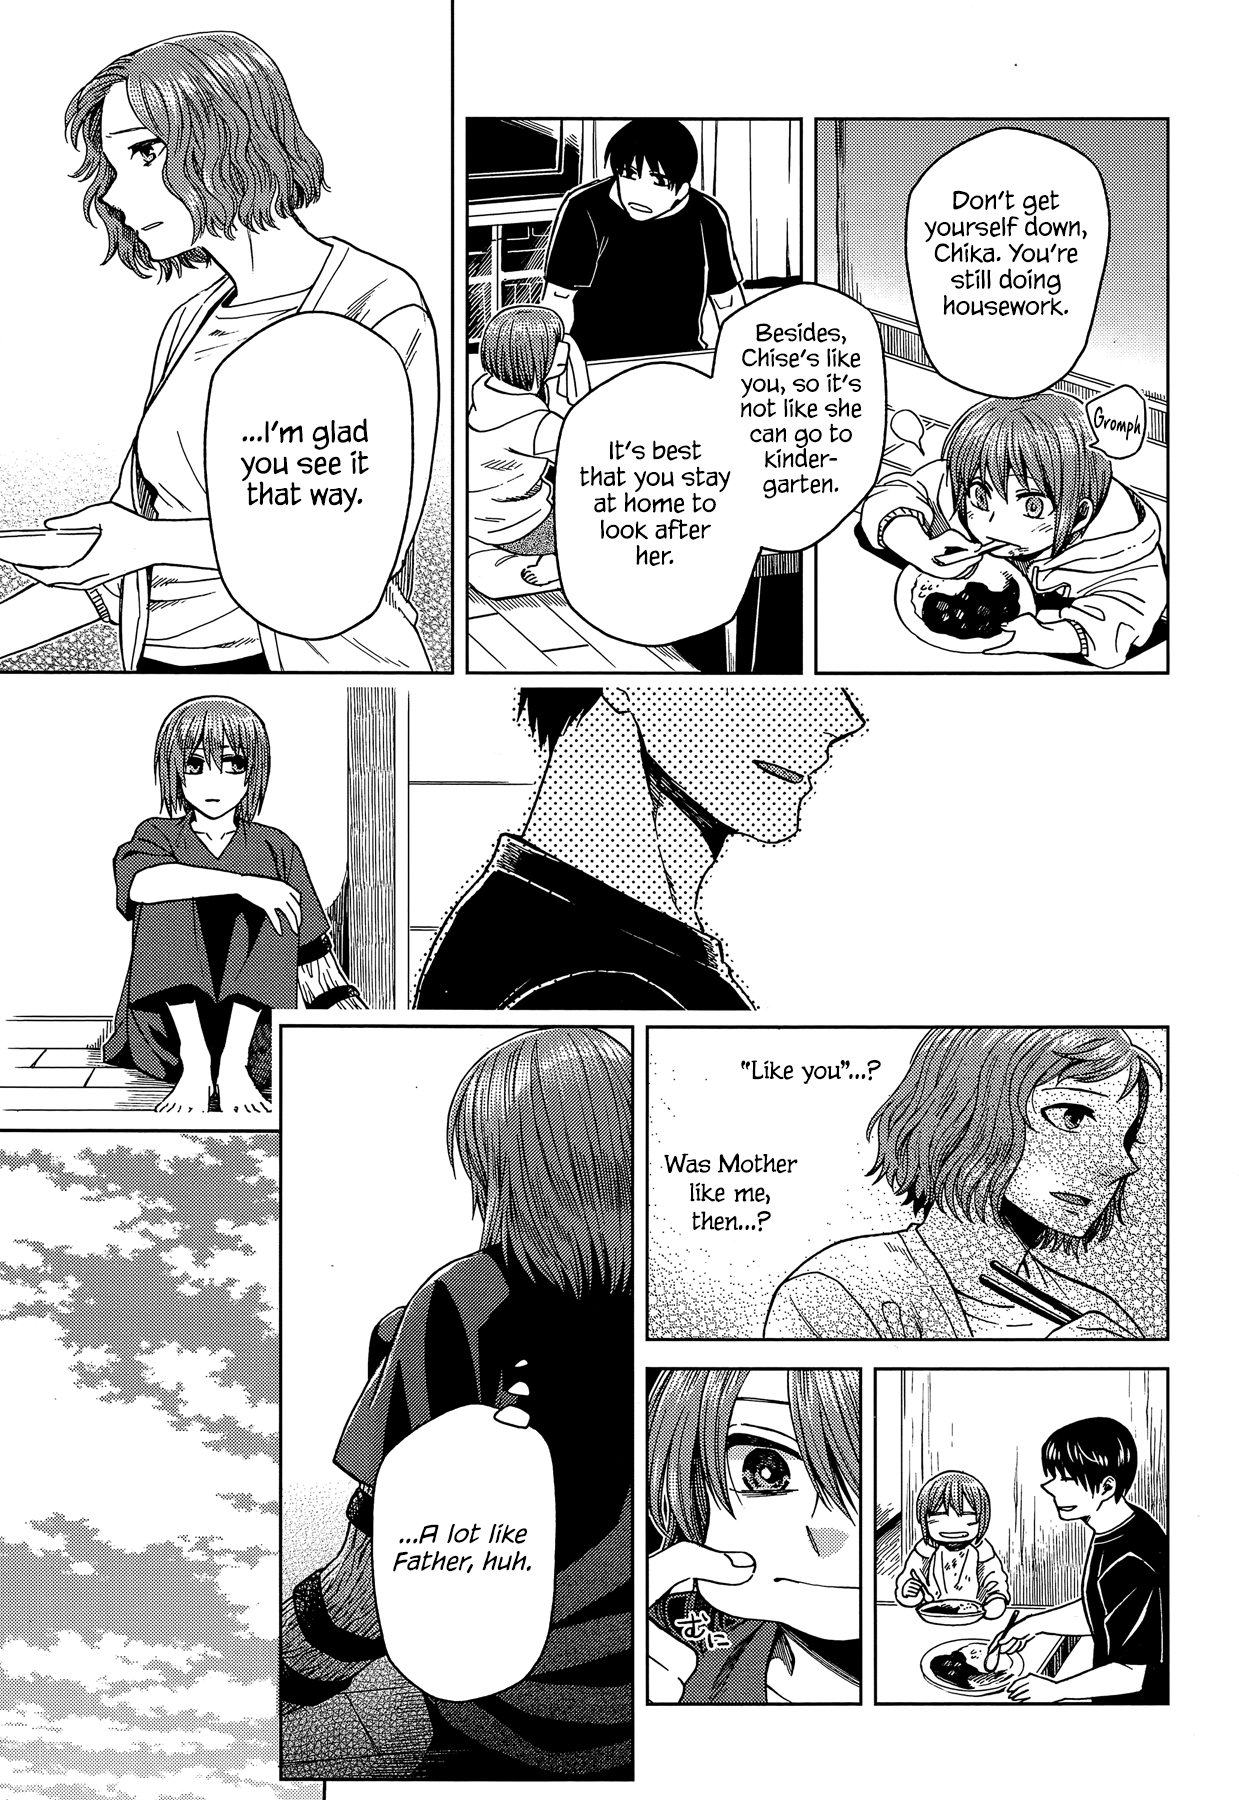 Don't get
yourself down,
Chika. You're
still doing
housework.
Gromph
Besides,
Chise's like
you, so it's
not like she
can go to
kinder-
garten.
It's best
that you stay
at home to
look after
her.
...I'm glad
you see it
that way.
"Like you"...?
Was Mother
like me,
then...?
むに
...A lot like
Father, huh.